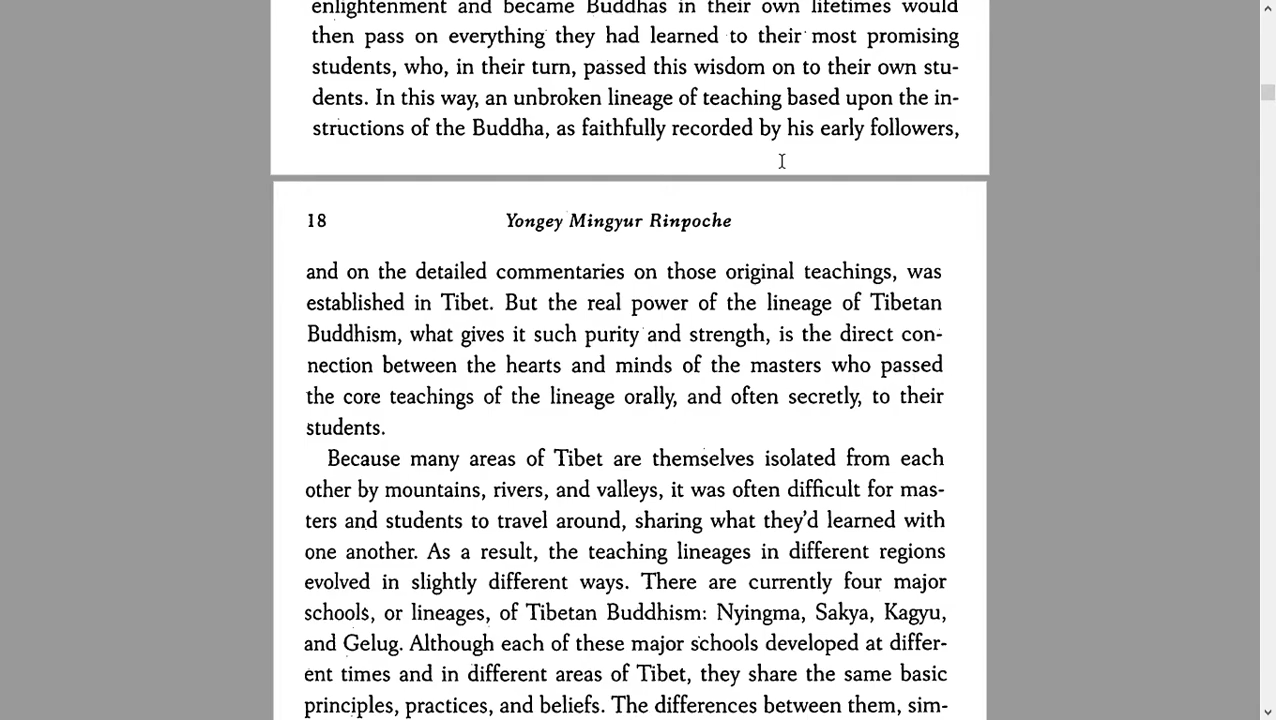 enlightenment and became Buddhas in their own lifetimes would
then pass on everything they had learned to their most promising
students, who, in their turn, passed this wisdom on to their own stu-
dents. In this way, an unbroken lineage of teaching based upon the in-
structions of the Buddha, as faithfully recorded by his early followers,
18 Yongey Mingyur Rinpoche
and on the detailed commentaries on those original teachings, was
established in Tibet. But the real power of the lineage of Tibetan
Buddhism, what gives it such purity and strength, is the direct con-
nection between the hearts and minds of the masters who passed
the core teachings of the lineage orally, and often secretly, to their
students.
Because many areas of Tibet are themselves isolated from each
other by mountains, rivers, and valleys, it was often difficult for mas-
ters and students to travel around, sharing what they'd learned with
one another. As a result, the teaching lineages in different regions
evolved in slightly different ways. There are currently four major
schools, or lineages, of Tibetan Buddhism: Nyingma, Sakya, Kagyu,
and Gelug. Although each of these major schools developed at differ-
ent times and in different areas of Tibet, they share the same basic
principles, practices, and beliefs. The differences between them, sim-